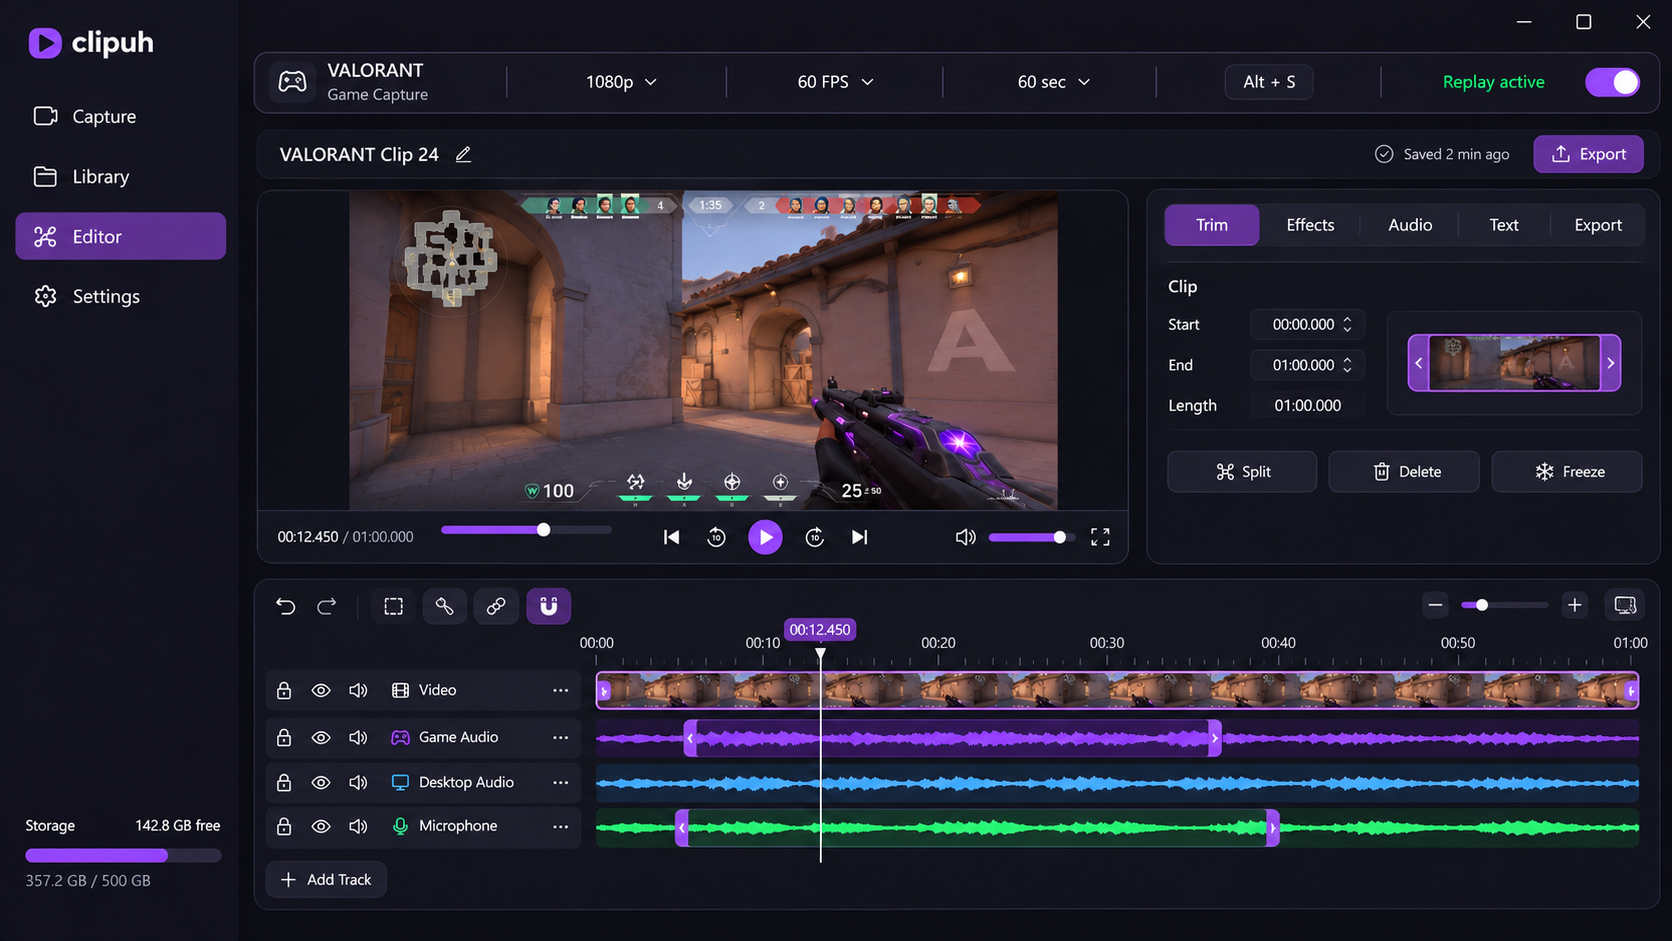 clipuh
Capture
Library
Editor
Settings
Storage 142.8 GB free
357.2 GB / 500 GB
VALORANT
Game Capture
1080p
60 FPS
60 sec
Alt + S
Replay active
VALORANT Clip 24
Saved 2 min ago
Export
4 1:35 2
A
100
25 50
00:12.450 / 01:00.000
10
10
Trim Effects Audio Text Export
Clip
Start 00:00.000
End 01:00.000
Length 01:00.000
Split Delete Freeze
00:12.450
00:00 00:10 00:20 00:30 00:40 00:50 01:00
Video
Game Audio
Desktop Audio
Microphone
Add Track